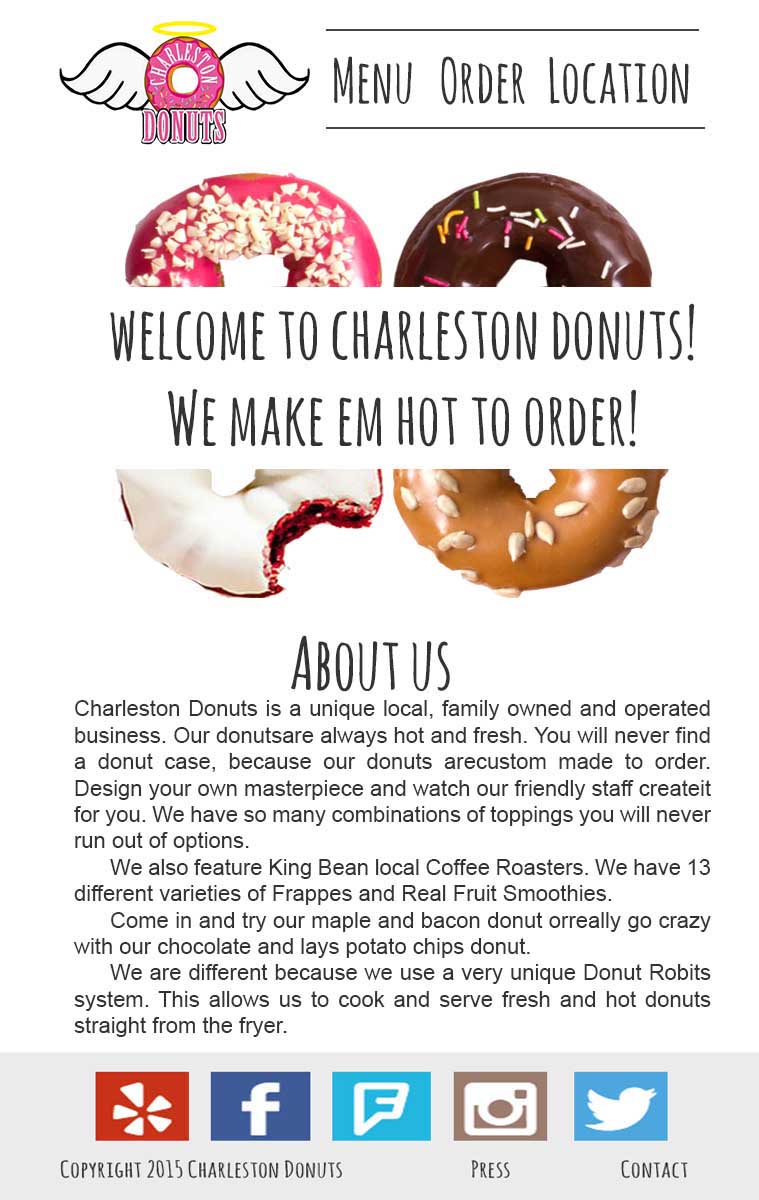 CHARLESTON
DONUTS
Menu Order Location
welcome to charleston donuts!
We make em hot to order!
About us
Charleston Donuts is a unique local, family owned and operated
business. Our donutsare always hot and fresh. You will never find
a donut case, because our donuts arecustom made to order.
Design your own masterpiece and watch our friendly staff createit
for you. We have so many combinations of toppings you will never
run out of options.
We also feature King Bean local Coffee Roasters. We have 13
different varieties of Frappes and Real Fruit Smoothies.
Come in and try our maple and bacon donut orreally go crazy
with our chocolate and lays potato chips donut.
We are different because we use a very unique Donut Robits
system. This allows us to cook and serve fresh and hot donuts
straight from the fryer.
Copyright 2015 Charleston Donuts Press Contact